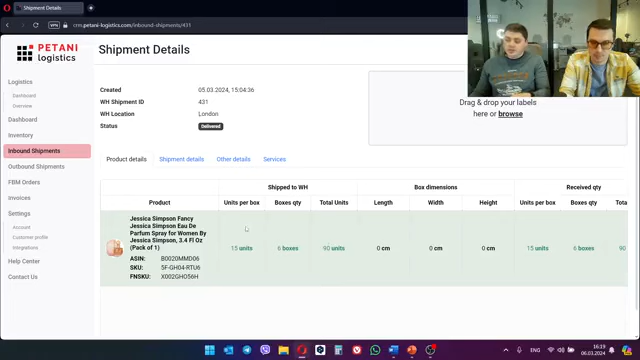 Shipment Details
crm.petani-logistics.com/inbound-shipments/431
VPN
PETANI
logistics
Logistics
Dashboard
Overview
Dashboard
Inventory
Inbound Shipments
Outbound Shipments
FBM Orders
Invoices
Settings
Account
Customer profile
Integrations
Help Center
Contact Us
Shipment Details
Created 05.03.2024, 15:04:36
WH Shipment ID 431
WH Location London
Status Delivered
Drag & drop your labels
here or browse
Product details Shipment details Other details Services
Shipped to WH Box dimensions Received qty
Product Units per box Boxes qty Total Units Length Width Height Units per box Boxes qty To
Jessica Simpson Fancy
Jessica Simpson Eau De
Parfum Spray for Women By
Jessica Simpson, 3.4 Fl Oz
(Pack of 1)
15 units 6 boxes 90 units 0 cm 0 cm 0 cm 15 units 6 boxes 90
ASIN: B0020MMD06
SKU: 5F-GH04-RTU6
FNSKU: X002GHO56H
ENG
16:19
06.03.2024